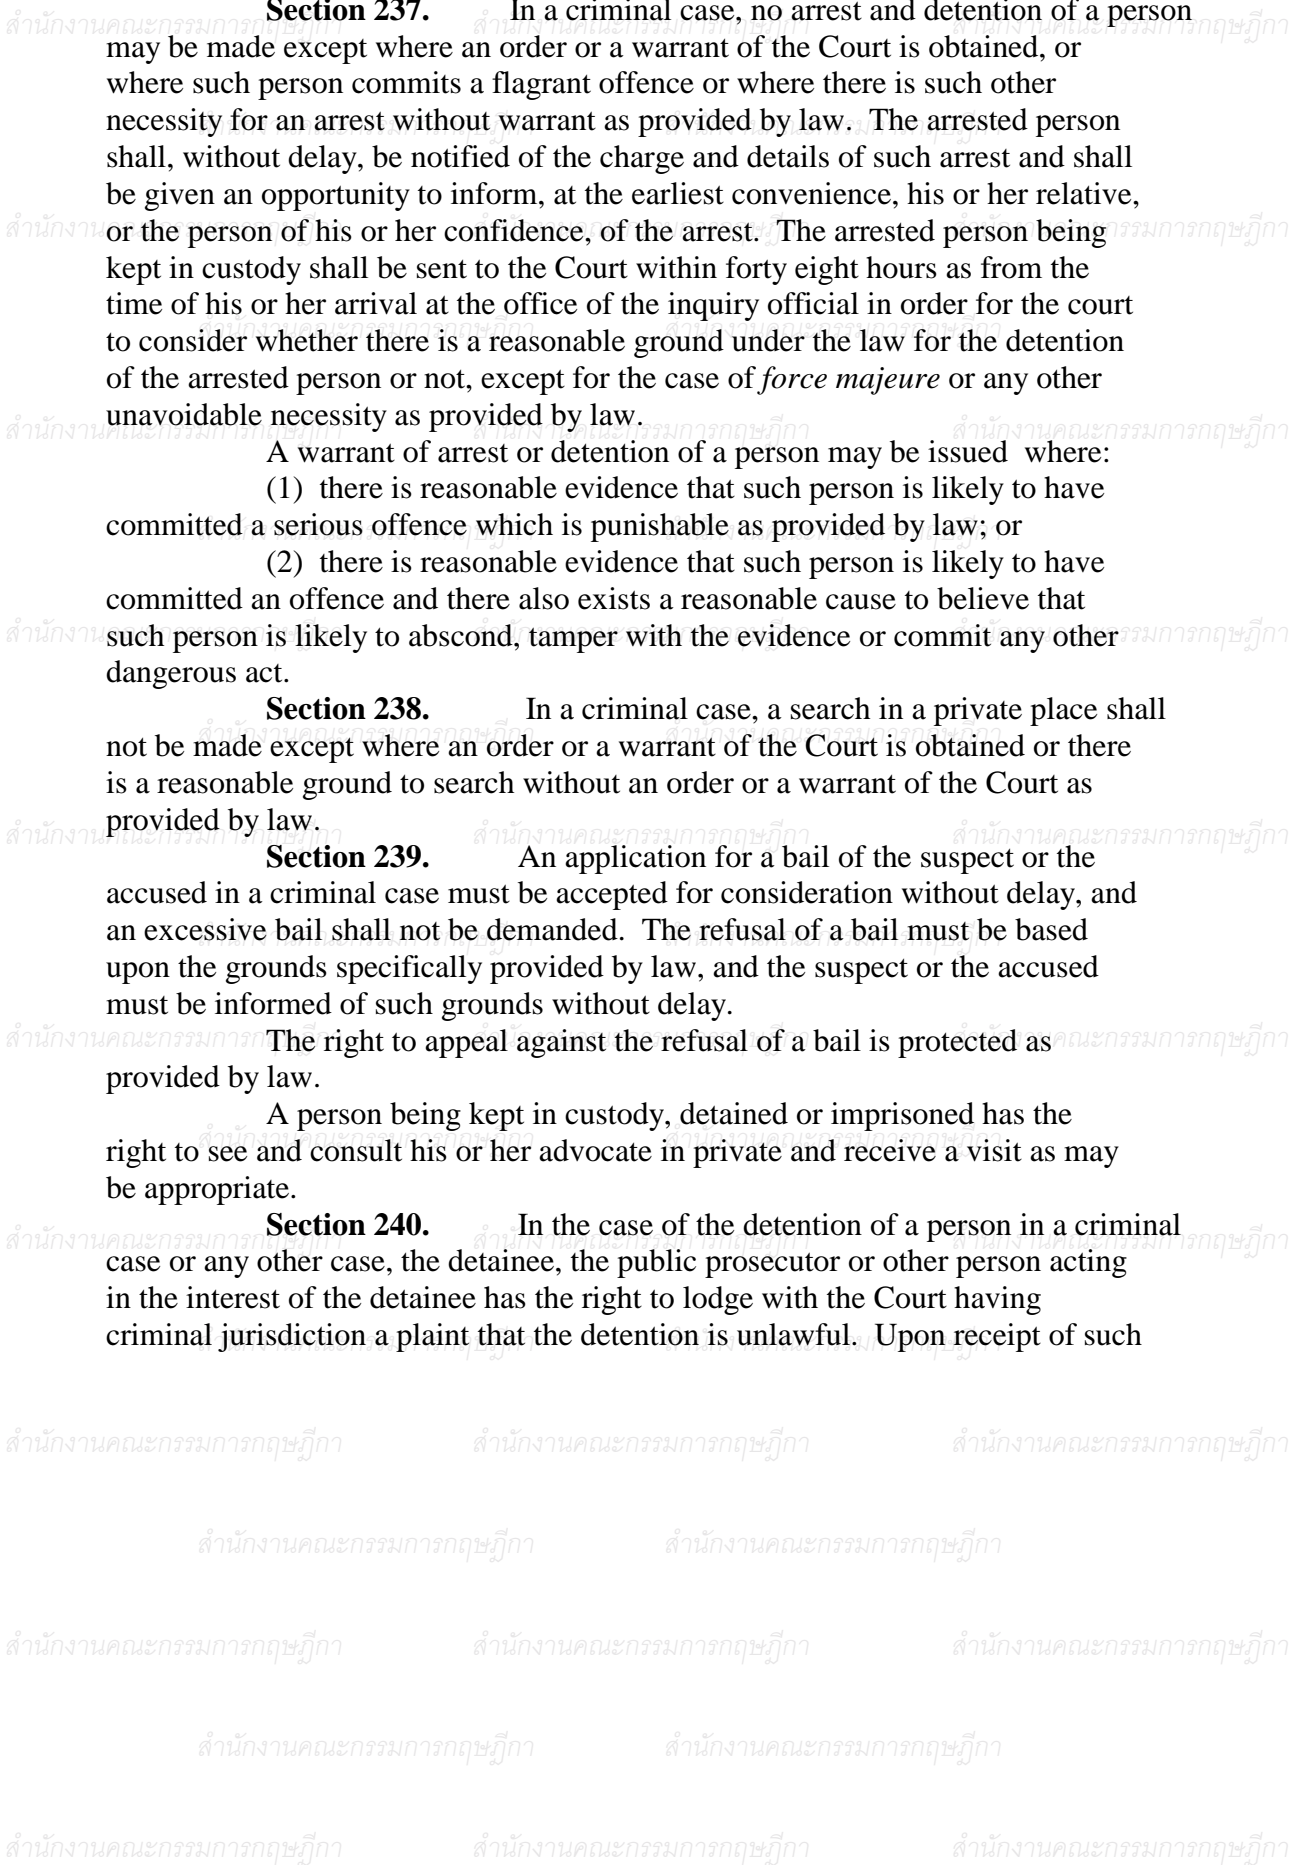 Section 237. In a criminal case, no arrest and detention of a person
may be made except where an order or a warrant of the Court is obtained, or
where such person commits a flagrant offence or where there is such other
necessity for an arrest without warrant as provided by law. The arrested person
shall, without delay, be notified of the charge and details of such arrest and shall
be given an opportunity to inform, at the earliest convenience, his or her relative,
or the person of his or her confidence, of the arrest. The arrested person being
kept in custody shall be sent to the Court within forty eight hours as from the
time of his or her arrival at the office of the inquiry official in order for the court
to consider whether there is a reasonable ground under the law for the detention
of the arrested person or not, except for the case of force majeure or any other
unavoidable necessity as provided by law.
A warrant of arrest or detention of a person may be issued where:
(1) there is reasonable evidence that such person is likely to have
committed a serious offence which is punishable as provided by law; or
(2) there is reasonable evidence that such person is likely to have
committed an offence and there also exists a reasonable cause to believe that
such person is likely to abscond, tamper with the evidence or commit any other
dangerous act.
Section 238. In a criminal case, a search in a private place shall
not be made except where an order or a warrant of the Court is obtained or there
is a reasonable ground to search without an order or a warrant of the Court as
provided by law.
Section 239. An application for a bail of the suspect or the
accused in a criminal case must be accepted for consideration without delay, and
an excessive bail shall not be demanded. The refusal of a bail must be based
upon the grounds specifically provided by law, and the suspect or the accused
must be informed of such grounds without delay.
The right to appeal against the refusal of a bail is protected as
provided by law.
A person being kept in custody, detained or imprisoned has the
right to see and consult his or her advocate in private and receive a visit as may
be appropriate.
Section 240. In the case of the detention of a person in a criminal
case or any other case, the detainee, the public prosecutor or other person acting
in the interest of the detainee has the right to lodge with the Court having
criminal jurisdiction a plaint that the detention is unlawful. Upon receipt of such
สำนักงานคณะกรรมการกฤษฎีกา สำนักงานคณะกรรมการกฤษฎีกา สำนักงานคณะกรรมการกฤษฎีกา
สำนักงานคณะกรรมการกฤษฎีกา สำนักงานคณะกรรมการกฤษฎีกา
สำนักงานคณะกรรมการกฤษฎีกา สำนักงานคณะกรรมการกฤษฎีกา สำนักงานคณะกรรมการกฤษฎีกา
สำนักงานคณะกรรมการกฤษฎีกา สำนักงานคณะกรรมการกฤษฎีกา
สำนักงานคณะกรรมการกฤษฎีกา สำนักงานคณะกรรมการกฤษฎีกา สำนักงานคณะกรรมการกฤษฎีกา